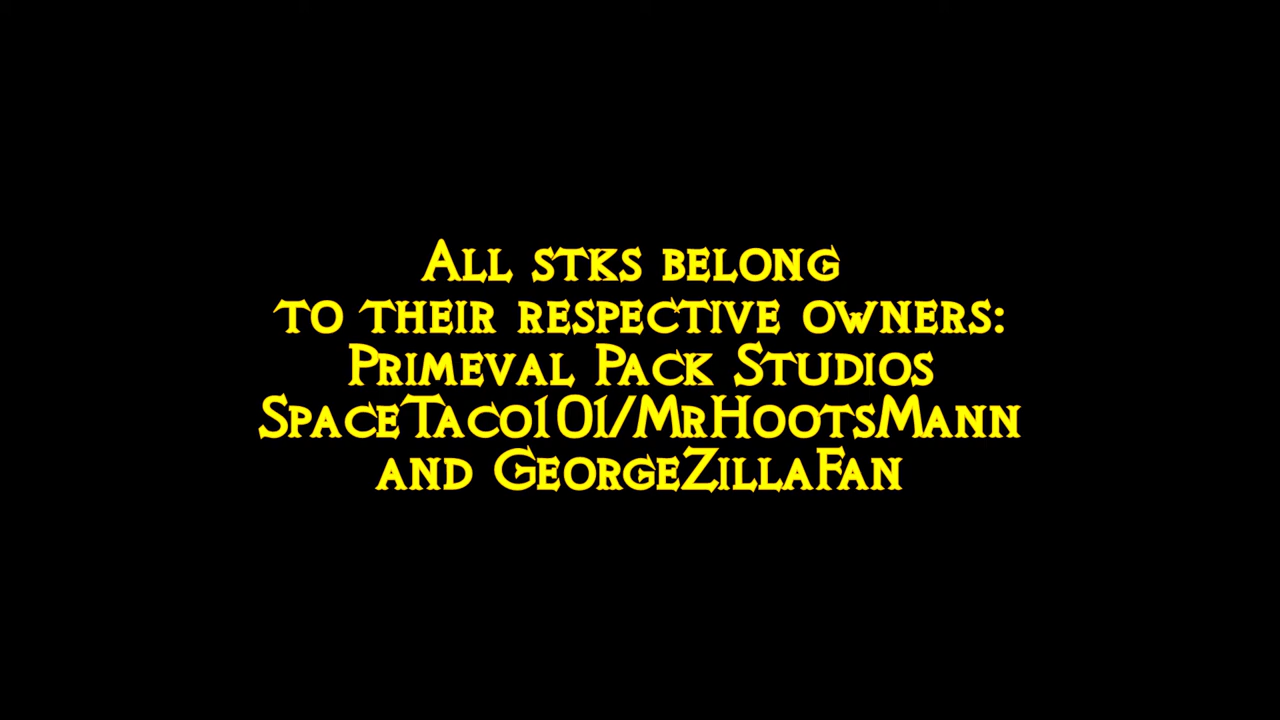 All stks belong
to their respective owners:
Primeval Pack Studios
SpaceTaco101/MrHootsMann
and GeorgeZillaFan